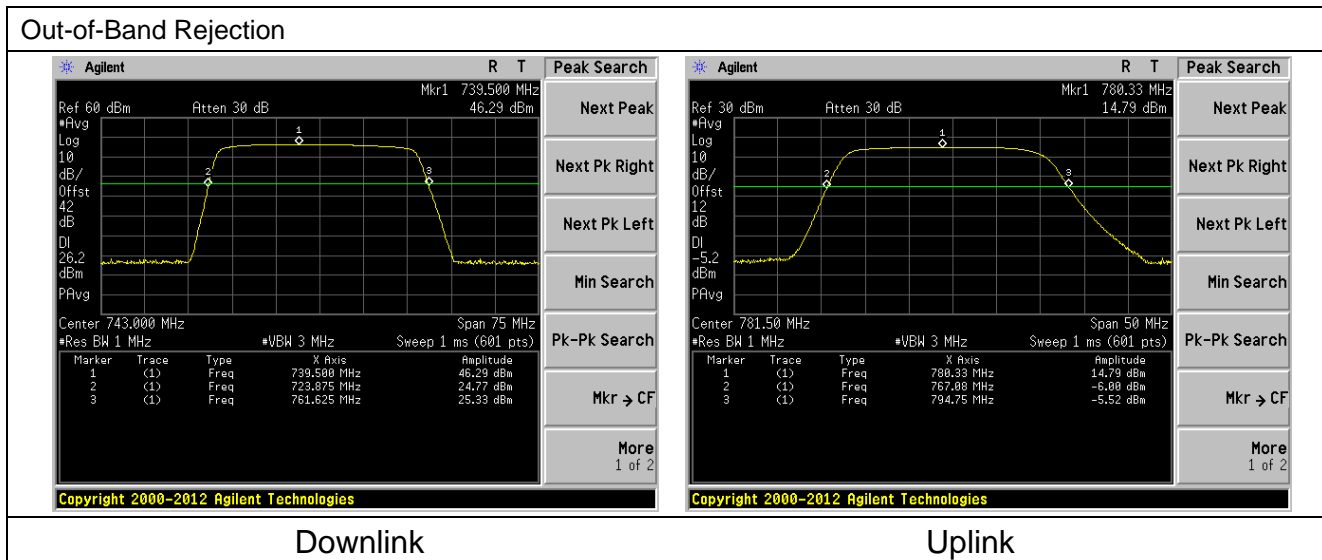 Out-of-Band Rejection
Agilent R T Peak Search
Mkr1 739.500 MHz
Ref 60 dBm Atten 30 dB 46.29 dBm
#Avg
Log
10
dB/
Offst
42
dB
DI
26.2
dBm
PAvg
1
2
3
Center 743.000 MHz Span 75 MHz
#Res BW 1 MHz #VBW 3 MHz Sweep 1 ms (601 pts)
Marker Trace Type X Axis Amplitude
1 (1) Freq 739.500 MHz 46.29 dBm
2 (1) Freq 723.875 MHz 24.77 dBm
3 (1) Freq 761.625 MHz 25.33 dBm
Next Peak
Next Pk Right
Next Pk Left
Min Search
Pk-Pk Search
Mkr → CF
More
1 of 2
Copyright 2000-2012 Agilent Technologies
Agilent R T Peak Search
Mkr1 780.33 MHz
Ref 30 dBm Atten 30 dB 14.79 dBm
#Avg
Log
10
dB/
Offst
12
dB
DI
-5.2
dBm
PAvg
1
2
3
Center 781.50 MHz Span 50 MHz
#Res BW 1 MHz #VBW 3 MHz Sweep 1 ms (601 pts)
Marker Trace Type X Axis Amplitude
1 (1) Freq 780.33 MHz 14.79 dBm
2 (1) Freq 767.08 MHz -6.00 dBm
3 (1) Freq 794.75 MHz -5.52 dBm
Next Peak
Next Pk Right
Next Pk Left
Min Search
Pk-Pk Search
Mkr → CF
More
1 of 2
Copyright 2000-2012 Agilent Technologies
Downlink Uplink